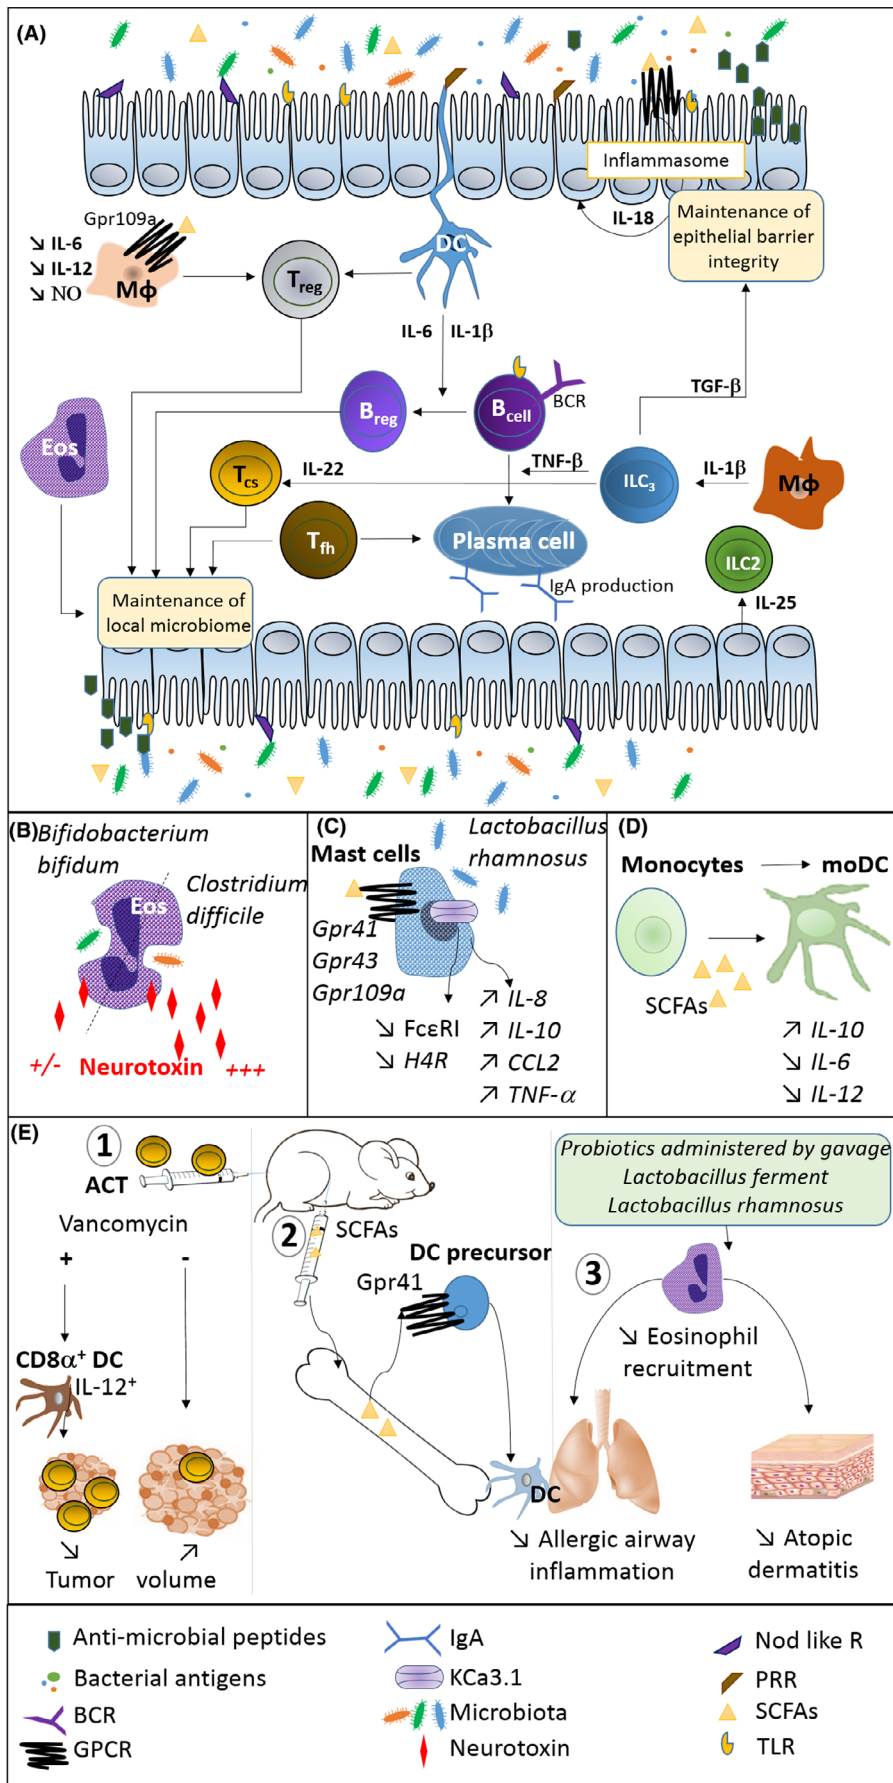 (A)
Inflammasome
IL-18
Maintenance of
epithelial barrier
integrity
Gpr109a
↘ IL-6
↘ IL-12
↘ NO
Mϕ
Treg
DC
IL-6 IL-1β
Breg
Bcell
BCR
TGF-β
Eos
Tcs
IL-22
TNF-β
ILC3
IL-1β
Mϕ
Tfh
Plasma cell
ILC2
IgA production
IL-25
Maintenance of
local microbiome
(B)
Bifidobacterium
bifidum
Clostridium
difficile
Eos
+/- Neurotoxin +++
(C)
Lactobacillus
rhamnosus
Mast cells
Gpr41
Gpr43
Gpr109a
↘ FcεRI
↘ H4R
↗ IL-8
↗ IL-10
↗ CCL2
↗ TNF-α
(D)
Monocytes
moDC
SCFAs
↗ IL-10
↘ IL-6
↘ IL-12
(E)
1
ACT
Vancomycin
+ -
CD8α+ DC
IL-12+
↘ ↗
Tumor volume
2
SCFAs
DC precursor
Gpr41
DC
Probiotics administered by gavage
Lactobacillus ferment
Lactobacillus rhamnosus
3
↘ Eosinophil
recruitment
↘ Allergic airway
inflammation
↘ Atopic
dermatitis
Anti-microbial peptides
Bacterial antigens
BCR
GPCR
IgA
KCa3.1
Microbiota
Neurotoxin
Nod like R
PRR
SCFAs
TLR